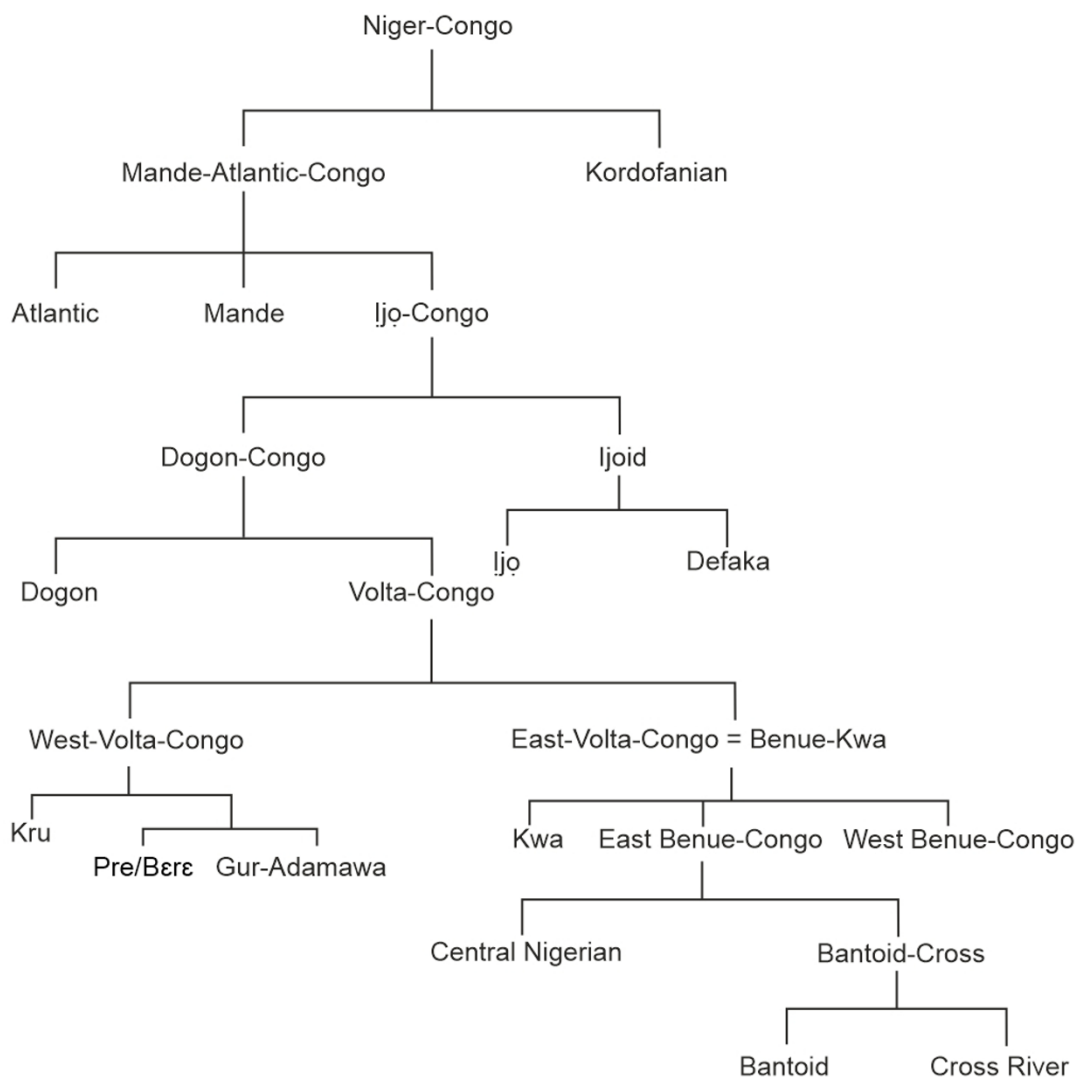 Niger-Congo
Mande-Atlantic-Congo
Kordofanian
Atlantic
Mande
Ịjọ-Congo
Dogon-Congo
Ijoid
Ịjọ
Defaka
Dogon
Volta-Congo
West-Volta-Congo
East-Volta-Congo = Benue-Kwa
Kru
Kwa
East Benue-Congo
West Benue-Congo
Pre/Bɛrɛ
Gur-Adamawa
Central Nigerian
Bantoid-Cross
Bantoid
Cross River